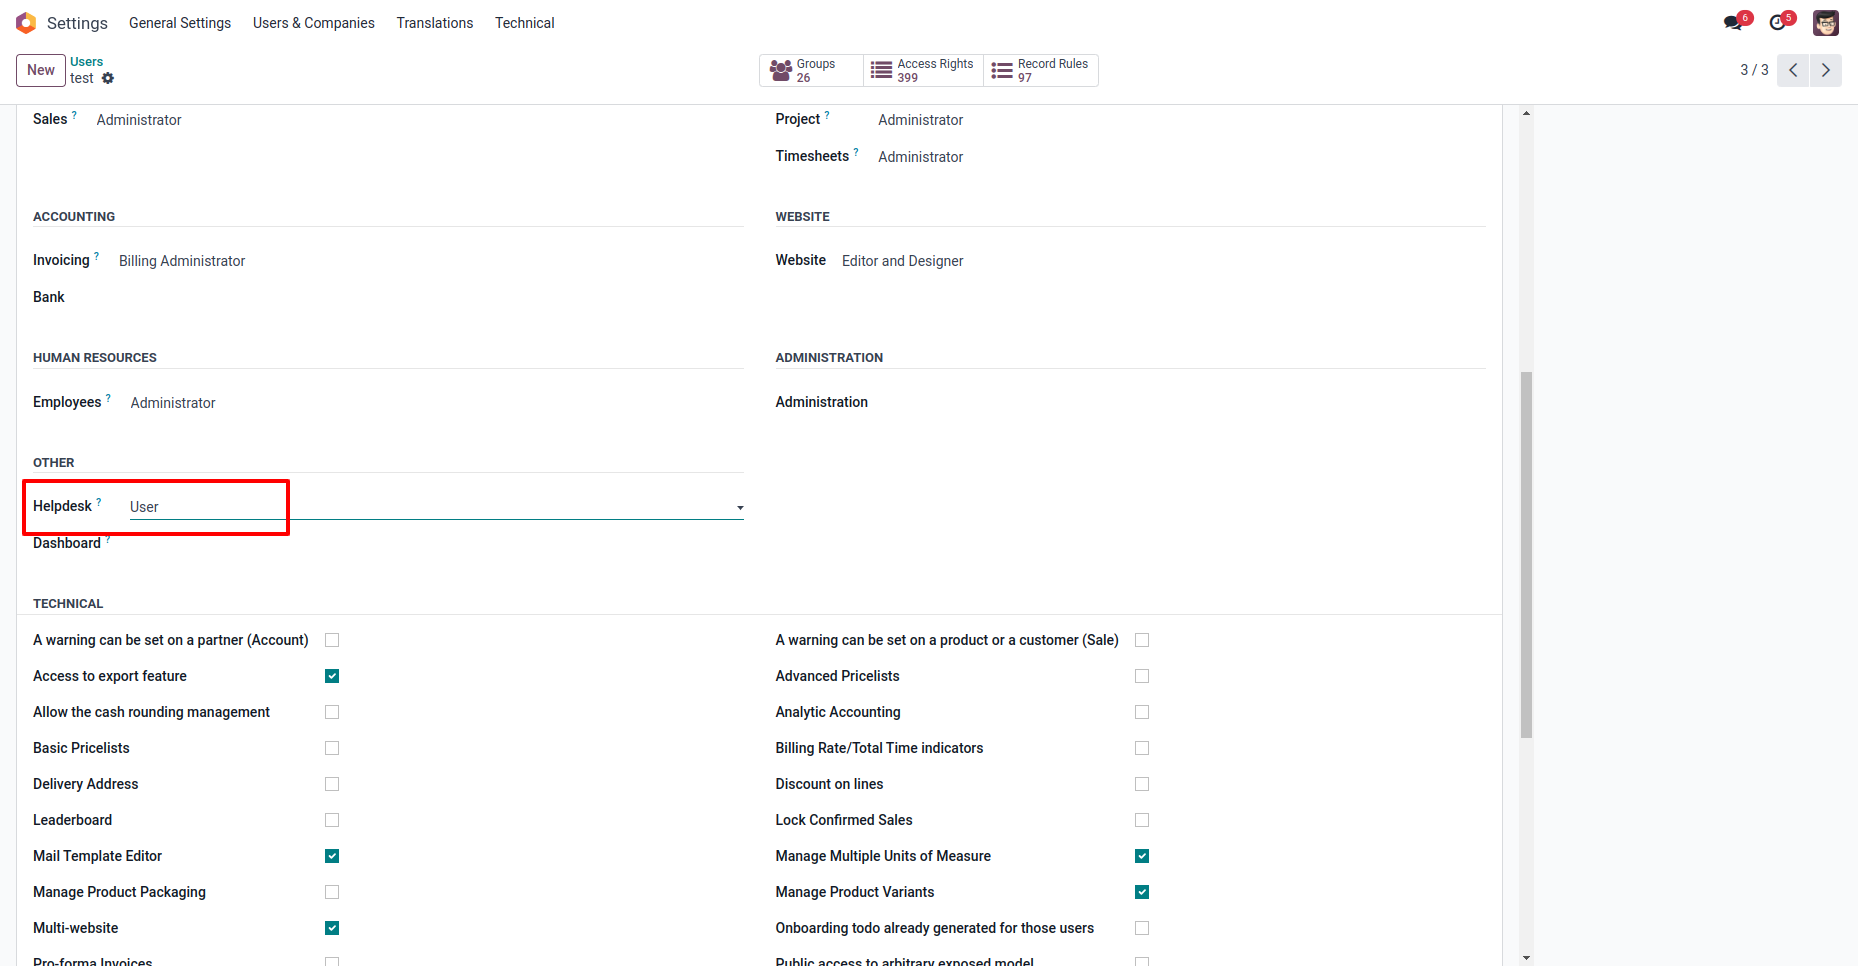 Settings General Settings Users & Companies Translations Technical 6 5
New Users
test
Groups
26
Access Rights
399
Record Rules
97
3 / 3
Sales ? Administrator
Project ? Administrator
Timesheets ? Administrator
ACCOUNTING
WEBSITE
Invoicing ? Billing Administrator
Website Editor and Designer
Bank
HUMAN RESOURCES
ADMINISTRATION
Employees ? Administrator
Administration
OTHER
Helpdesk ? User
Dashboard ?
TECHNICAL
A warning can be set on a partner (Account)
A warning can be set on a product or a customer (Sale)
Access to export feature
Advanced Pricelists
Allow the cash rounding management
Analytic Accounting
Basic Pricelists
Billing Rate/Total Time indicators
Delivery Address
Discount on lines
Leaderboard
Lock Confirmed Sales
Mail Template Editor
Manage Multiple Units of Measure
Manage Product Packaging
Manage Product Variants
Multi-website
Onboarding todo already generated for those users
Pro-forma Invoices
Public access to arbitrary exposed model